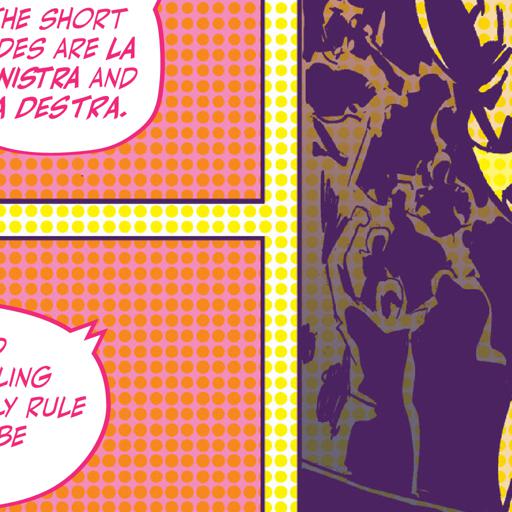 THE SHORT
DES ARE LA
NISTRA AND
A DESTRA.
LING
LY RULE
BE